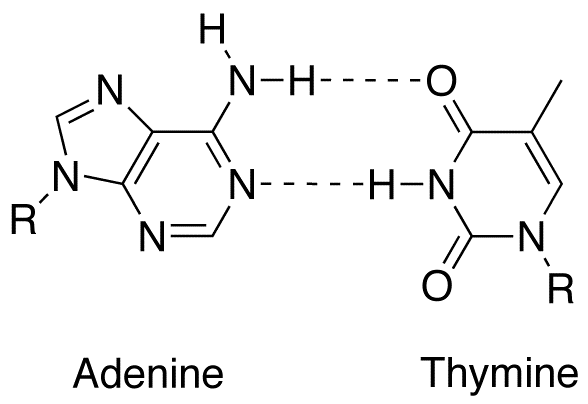 H
N
N H O
N N H N
R N N
O R
Adenine Thymine